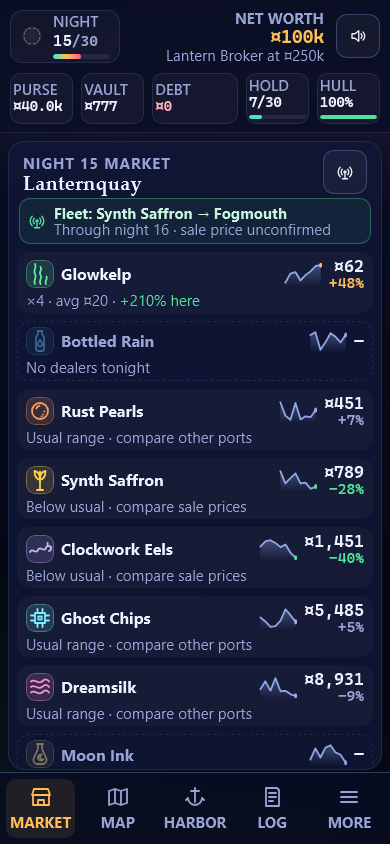 NIGHT
15/30
NET WORTH
¤100k
Lantern Broker at ¤250k
PURSE
¤40.0k
VAULT
¤777
DEBT
¤0
HOLD
7/30
HULL
100%
NIGHT 15 MARKET
Lanternquay
Fleet: Synth Saffron → Fogmouth
Through night 16 · sale price unconfirmed
Glowkelp
¤62
+48%
×4 · avg ¤20 · +210% here
Bottled Rain
–
No dealers tonight
Rust Pearls
¤451
+7%
Usual range · compare other ports
Synth Saffron
¤789
−28%
Below usual · compare sale prices
Clockwork Eels
¤1,451
−40%
Below usual · compare sale prices
Ghost Chips
¤5,485
+5%
Usual range · compare other ports
Dreamsilk
¤8,931
−9%
Usual range · compare other ports
Moon Ink
–
MARKET
MAP
HARBOR
LOG
MORE